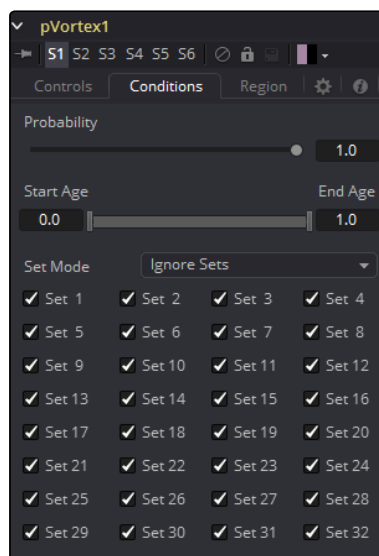 pVortex1
S1 S2 S3 S4 S5 S6
Controls Conditions Region
Probability
1.0
Start Age End Age
0.0 1.0
Set Mode Ignore Sets
Set 1 Set 2 Set 3 Set 4
Set 5 Set 6 Set 7 Set 8
Set 9 Set 10 Set 11 Set 12
Set 13 Set 14 Set 15 Set 16
Set 17 Set 18 Set 19 Set 20
Set 21 Set 22 Set 23 Set 24
Set 25 Set 26 Set 27 Set 28
Set 29 Set 30 Set 31 Set 32